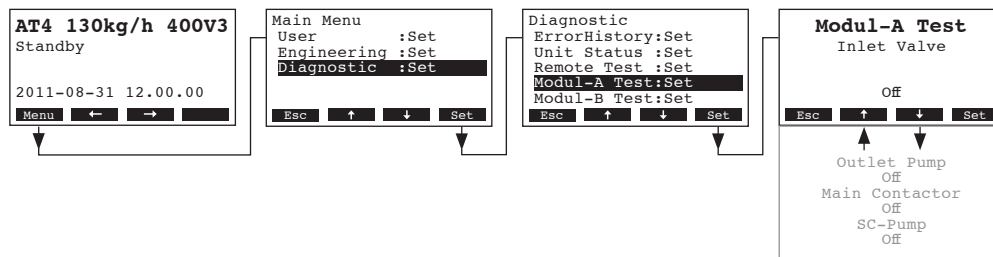 AT4 130kg/h 400V3
Standby
2011-08-31 12.00.00
Menu ← →
Main Menu
User :Set
Engineering :Set
Diagnostic :Set
Esc ↑ ↓ Set
Diagnostic
ErrorHistory:Set
Unit Status :Set
Remote Test :Set
Modul-A Test:Set
Modul-B Test:Set
Esc ↑ ↓ Set
Modul-A Test
Inlet Valve
Off
Esc ↑ ↓ Set
Outlet Pump
Off
Main Contactor
Off
SC-Pump
Off